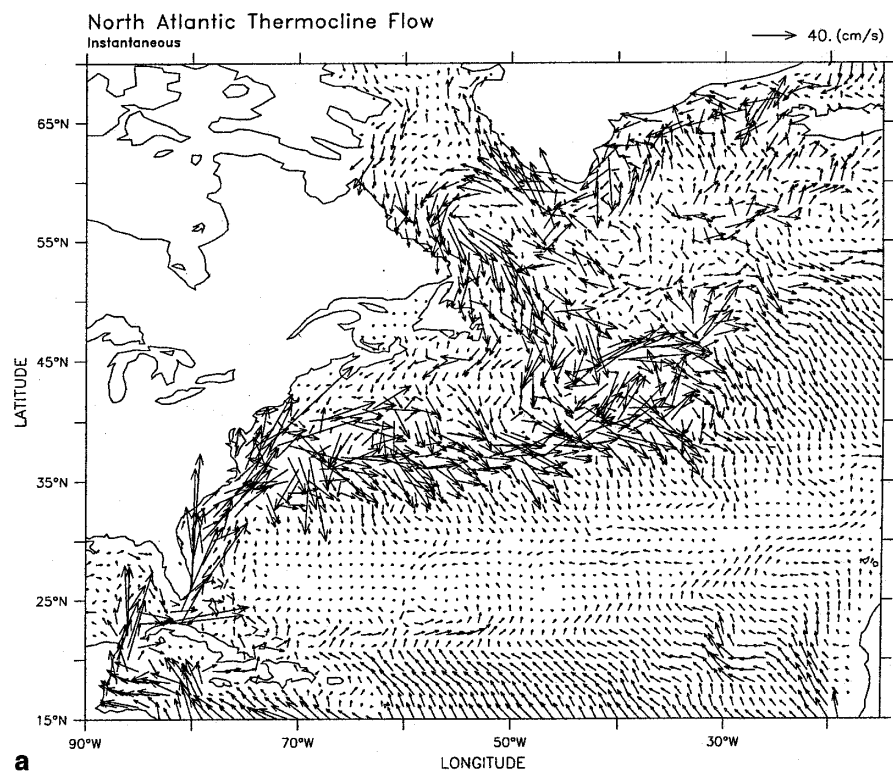 North Atlantic Thermocline Flow
Instantaneous
40. (cm/s)
65°N
55°N
45°N
35°N
25°N
15°N
LATITUDE
90°W
70°W
50°W
30°W
LONGITUDE
a